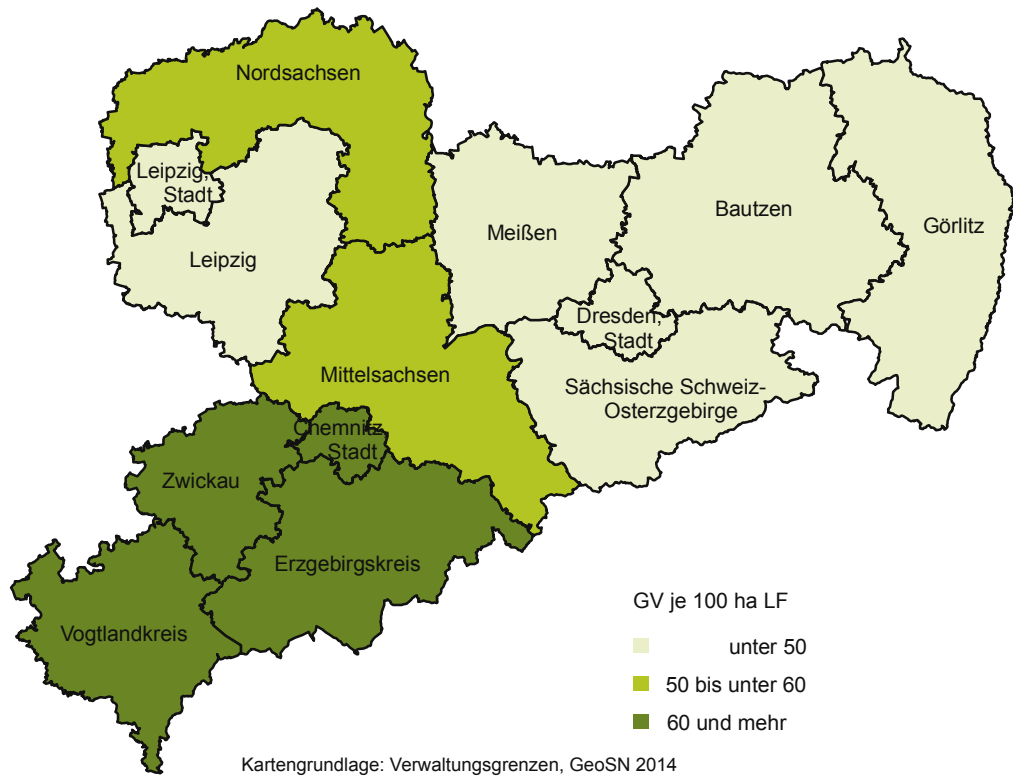 Nordsachsen
Leipzig,
Stadt
Leipzig
Meißen
Bautzen
Görlitz
Dresden,
Stadt
Mittelsachsen
Sächsische Schweiz-
Osterzgebirge
Chemnitz,
Stadt
Zwickau
Erzgebirgskreis
Vogtlandkreis
GV je 100 ha LF
unter 50
50 bis unter 60
60 und mehr
Kartengrundlage: Verwaltungsgrenzen, GeoSN 2014